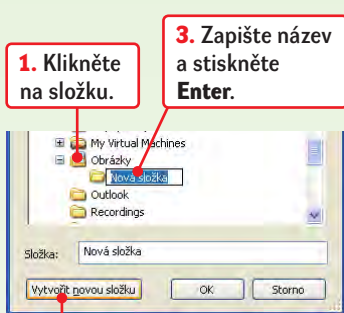 1. Klikněte
na složku.
3. Zapište název
a stiskněte
Enter.
My Virtual Machines
Obrázky
Nová složka
Outlook
Recordings
Složka: Nová složka
Vytvořit novou složku OK Storno